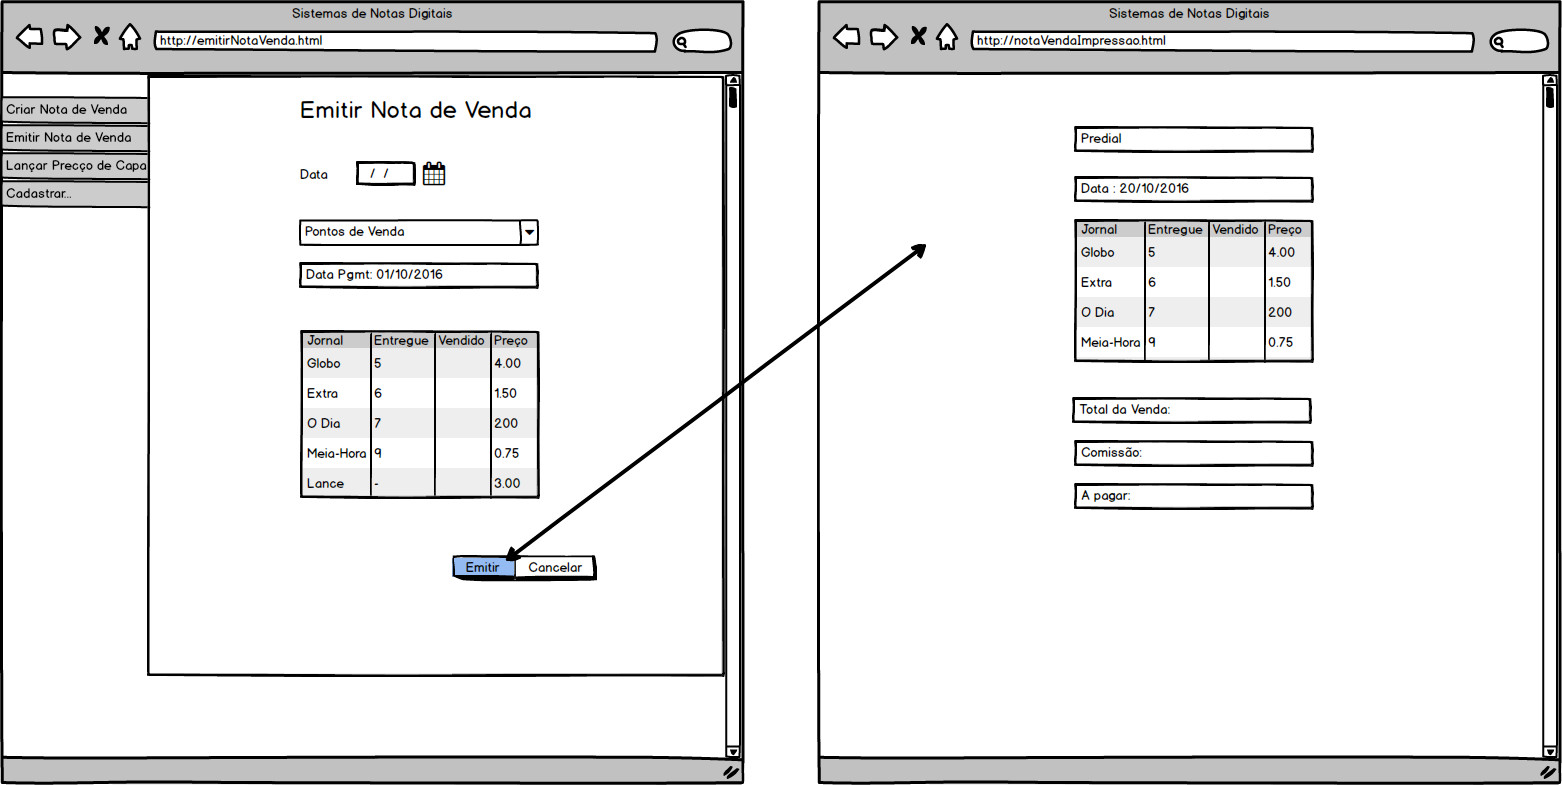 Sistemas de Notas Digitais
http://emitirNotaVenda.html
Criar Nota de Venda
Emitir Nota de Venda
Lançar Precço de Capa
Cadastrar...
Emitir Nota de Venda
Data / /
Pontos de Venda
Data Pgmt: 01/10/2016
Jornal Entregue Vendido Preço
Globo 5 4.00
Extra 6 1.50
O Dia 7 2.00
Meia-Hora 9 0.75
Lance - 3.00
Emitir Cancelar
Sistemas de Notas Digitais
http://notaVendaImpressao.html
Predial
Data : 20/10/2016
Jornal Entregue Vendido Preço
Globo 5 4.00
Extra 6 1.50
O Dia 7 2.00
Meia-Hora 9 0.75
Total da Venda:
Comissão:
A pagar: